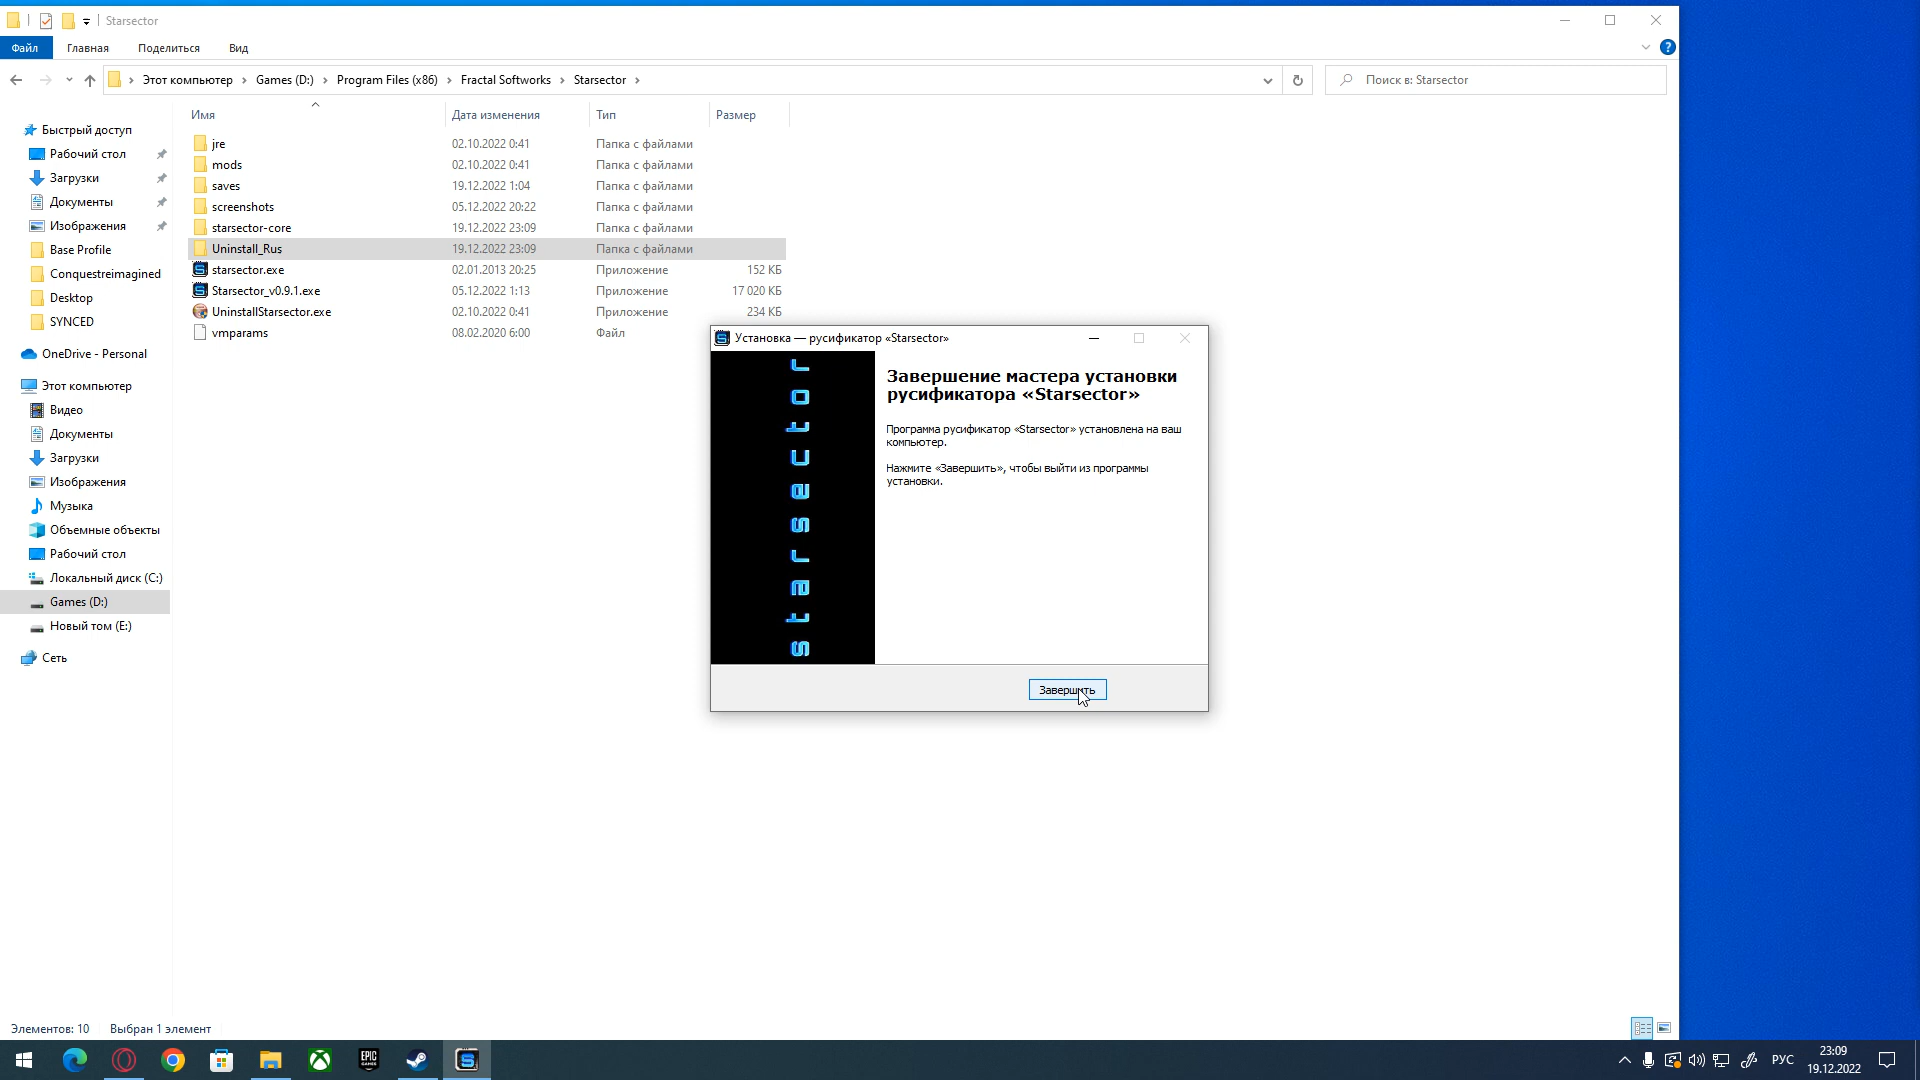 Starsector
Файл Главная Поделиться Вид
Этот компьютер Games (D:) Program Files (x86) Fractal Softworks Starsector
Поиск в: Starsector
Имя Дата изменения Тип Размер
jre 02.10.2022 0:41 Папка с файлами
mods 02.10.2022 0:41 Папка с файлами
saves 19.12.2022 1:04 Папка с файлами
screenshots 05.12.2022 20:22 Папка с файлами
starsector-core 19.12.2022 23:09 Папка с файлами
Uninstall_Rus 19.12.2022 23:09 Папка с файлами
starsector.exe 02.01.2013 20:25 Приложение 152 КБ
Starsector_v0.9.1.exe 05.12.2022 1:13 Приложение 17 020 КБ
UninstallStarsector.exe 02.10.2022 0:41 Приложение 234 КБ
vmparams 08.02.2020 6:00 Файл
Быстрый доступ
Рабочий стол
Загрузки
Документы
Изображения
Base Profile
Conquestreimagined
Desktop
SYNCED
OneDrive - Personal
Этот компьютер
Видео
Документы
Загрузки
Изображения
Музыка
Объемные объекты
Рабочий стол
Локальный диск (C:)
Games (D:)
Новый том (E:)
Сеть
Установка — русификатор «Starsector»
starsector
Завершение мастера установки
русификатора «Starsector»
Программа русификатор «Starsector» установлена на ваш
компьютер.
Нажмите «Завершить», чтобы выйти из программы
установки.
Завершить
Элементов: 10 Выбран 1 элемент
EPIC
GAMES
РУС
23:09
19.12.2022